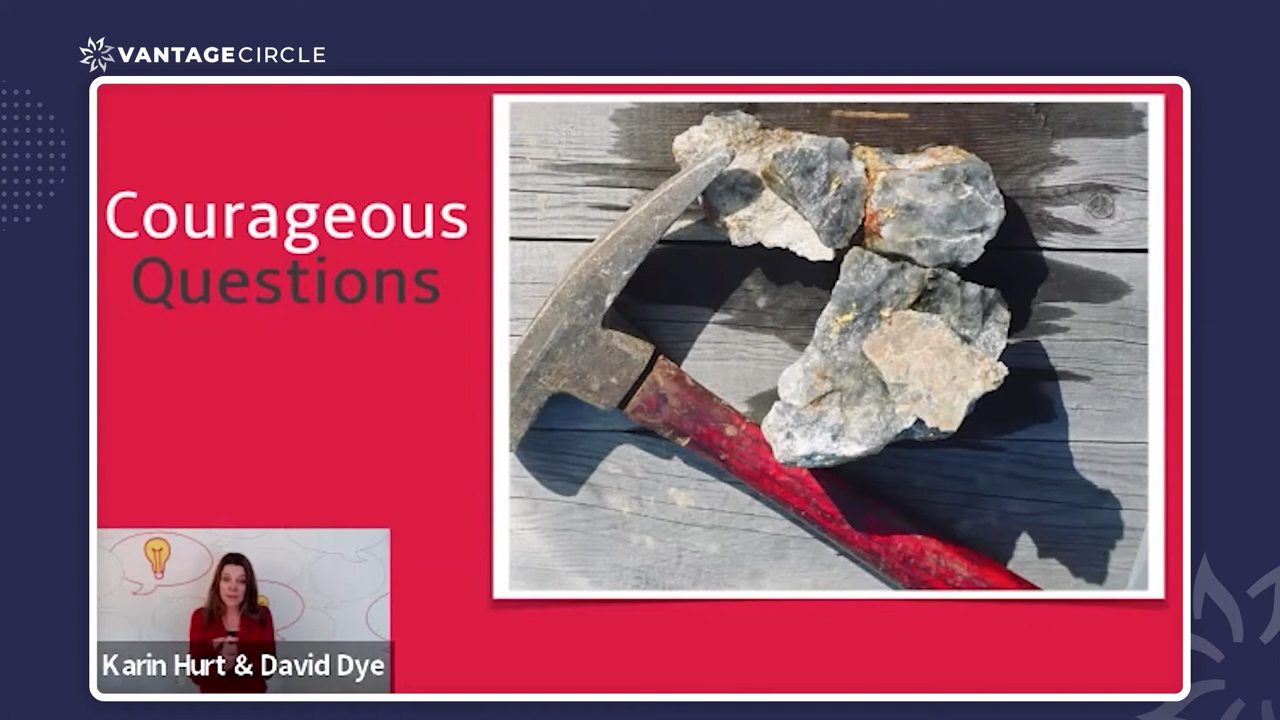 VANTAGECIRCLE
Courageous
Questions
Karin Hurt & David Dye